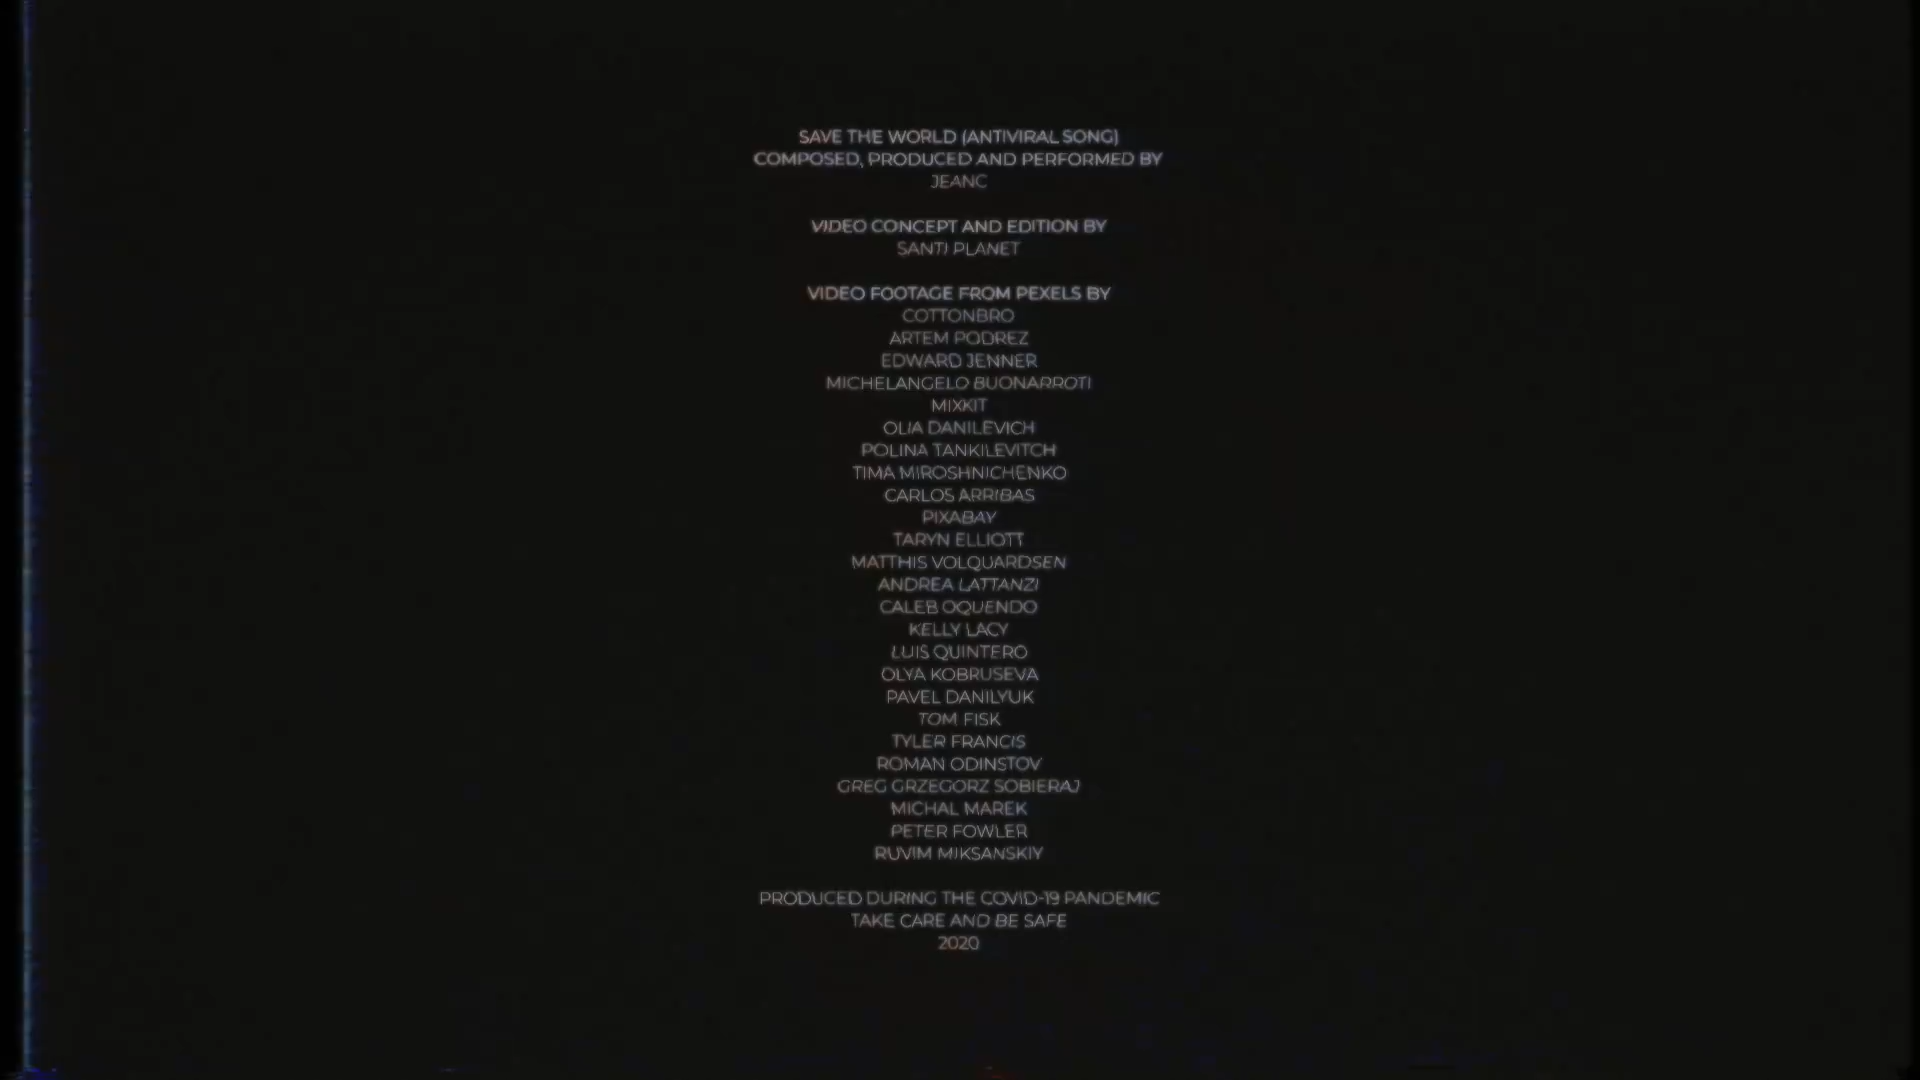 SAVE THE WORLD (ANTIVIRAL SONG)
COMPOSED, PRODUCED AND PERFORMED BY
JEANC
VIDEO CONCEPT AND EDITION BY
SANTI PLANET
VIDEO FOOTAGE FROM PEXELS BY
COTTONBRO
ARTEM PODREZ
EDWARD JENNER
MICHELANGELO BUONARROTI
MIXKIT
OLIA DANILEVICH
POLINA TANKILEVITCH
TIMA MIROSHNICHENKO
CARLOS ARRIBAS
PIXABAY
TARYN ELLIOTT
MATTHIS VOLQUARDSEN
ANDREA LATTANZI
CALEB OQUENDO
KELLY LACY
LUIS QUINTERO
OLYA KOBRUSEVA
PAVEL DANILYUK
TOM FISK
TYLER FRANCIS
ROMAN ODINSTOV
GREG GRZEGORZ SOBIERAJ
MICHAL MAREK
PETER FOWLER
RUVIM MIKSANSKIY
PRODUCED DURING THE COVID-19 PANDEMIC
TAKE CARE AND BE SAFE
2020